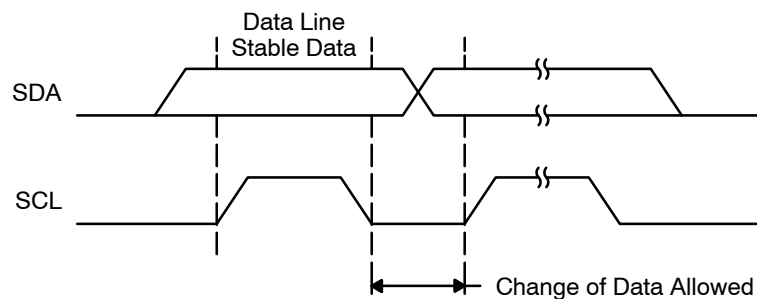 Data Line
Stable Data
SDA
SCL
Change of Data Allowed